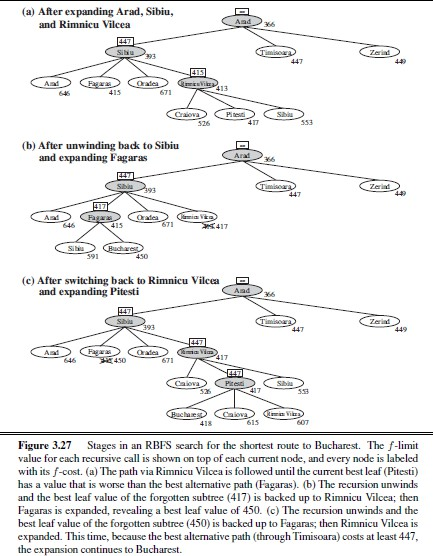 (a) After expanding Arad, Sibiu,
and Rimnicu Vilcea
∞
Arad
366
447
Sibiu
393
Timisoara
447
Zerind
449
Arad
646
Fagaras
415
Oradea
671
415
Rimnicu Vilcea
413
Craiova
526
Pitesti
417
Sibiu
553
(b) After unwinding back to Sibiu
and expanding Fagaras
∞
Arad
366
447
Sibiu
393
Timisoara
447
Zerind
449
Arad
646
417
Fagaras
415
Oradea
671
Rimnicu Vilcea
413 417
Sibiu
591
Bucharest
450
(c) After switching back to Rimnicu Vilcea
and expanding Pitesti
∞
Arad
366
447
Sibiu
393
Timisoara
447
Zerind
449
Arad
646
Fagaras
415 450
Oradea
671
447
Rimnicu Vilcea
417
Craiova
526
447
Pitesti
417
Sibiu
553
Bucharest
418
Craiova
615
Rimnicu Vilcea
607
Figure 3.27 Stages in an RBFS search for the shortest route to Bucharest. The f-limit
value for each recursive call is shown on top of each current node, and every node is labeled
with its f-cost. (a) The path via Rimnicu Vilcea is followed until the current best leaf (Pitesti)
has a value that is worse than the best alternative path (Fagaras). (b) The recursion unwinds
and the best leaf value of the forgotten subtree (417) is backed up to Rimnicu Vilcea; then
Fagaras is expanded, revealing a best leaf value of 450. (c) The recursion unwinds and the
best leaf value of the forgotten subtree (450) is backed up to Fagaras; then Rimnicu Vilcea is
expanded. This time, because the best alternative path (through Timisoara) costs at least 447,
the expansion continues to Bucharest.